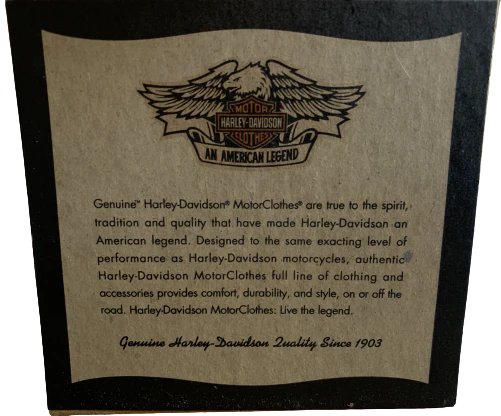 MOTOR
HARLEY-DAVIDSON
CLOTHES
AN AMERICAN LEGEND
Genuine™ Harley-Davidson® MotorClothes® are true to the spirit,
tradition and quality that have made Harley-Davidson an
American legend. Designed to the same exacting level of
performance as Harley-Davidson motorcycles, authentic
Harley-Davidson MotorClothes full line of clothing and
accessories provides comfort, durability, and style, on or off the
road. Harley-Davidson MotorClothes: Live the legend.
Genuine Harley-Davidson Quality Since 1903